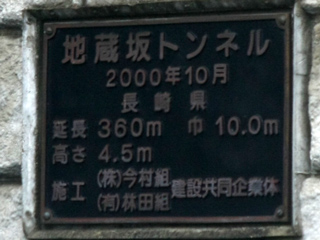 地蔵坂トンネル
2000年10月
長崎県
延長 360m 巾 10.0m
高さ 4.5m
施工 (株)今村組 建設共同企業体
(有)林田組